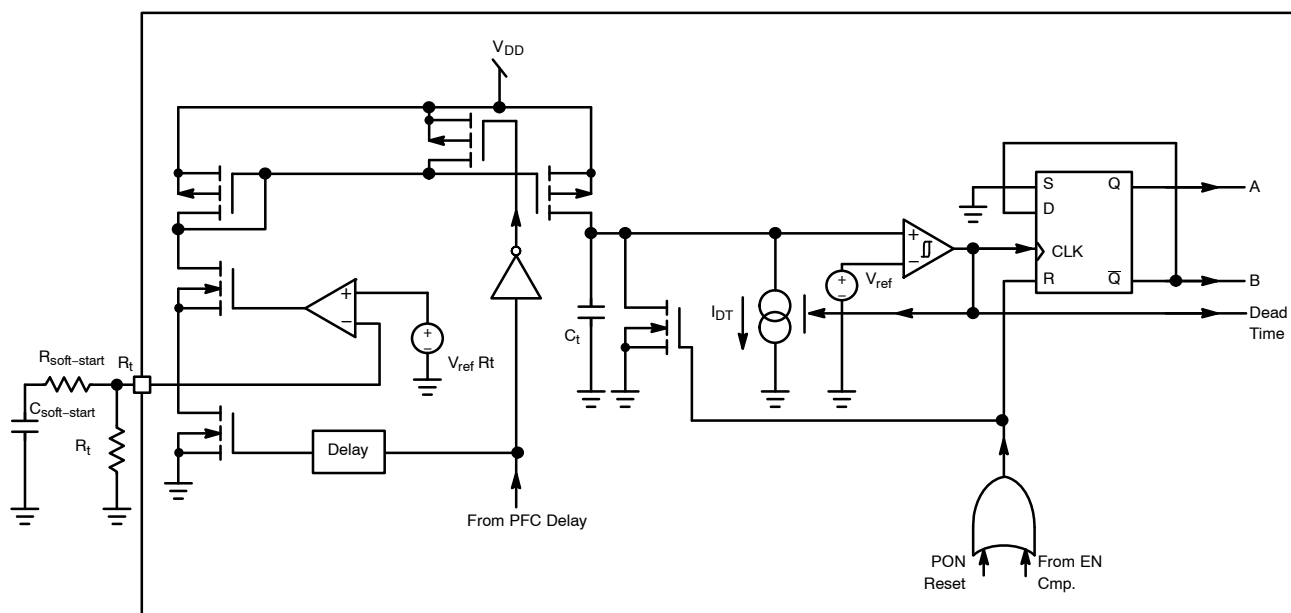 VDD
S
Q
A
D
CLK
Vref
R
Q
B
IDT
Dead
Time
Ct
+
−
Vref Rt
Rsoft−start
Rt
Csoft−start
Rt
Delay
From PFC Delay
PON
Reset
From EN
Cmp.